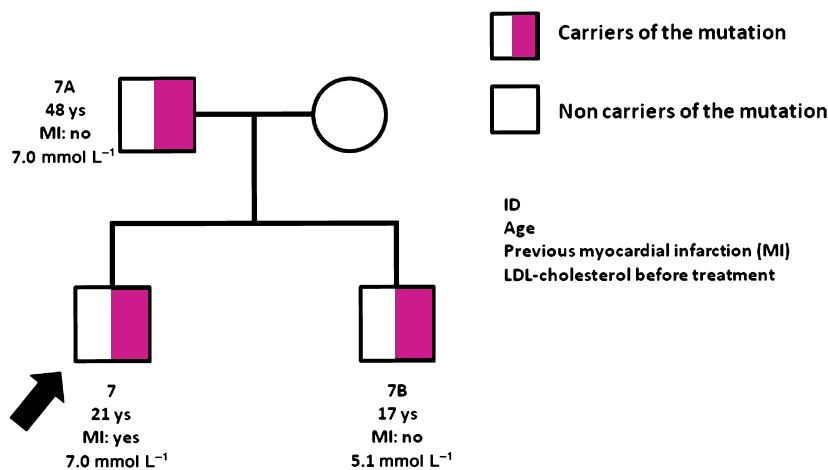 Carriers of the mutation
Non carriers of the mutation
7A
48 ys
MI: no
7.0 mmol L⁻¹
ID
Age
Previous myocardial infarction (MI)
LDL-cholesterol before treatment
7
21 ys
MI: yes
7.0 mmol L⁻¹
7B
17 ys
MI: no
5.1 mmol L⁻¹